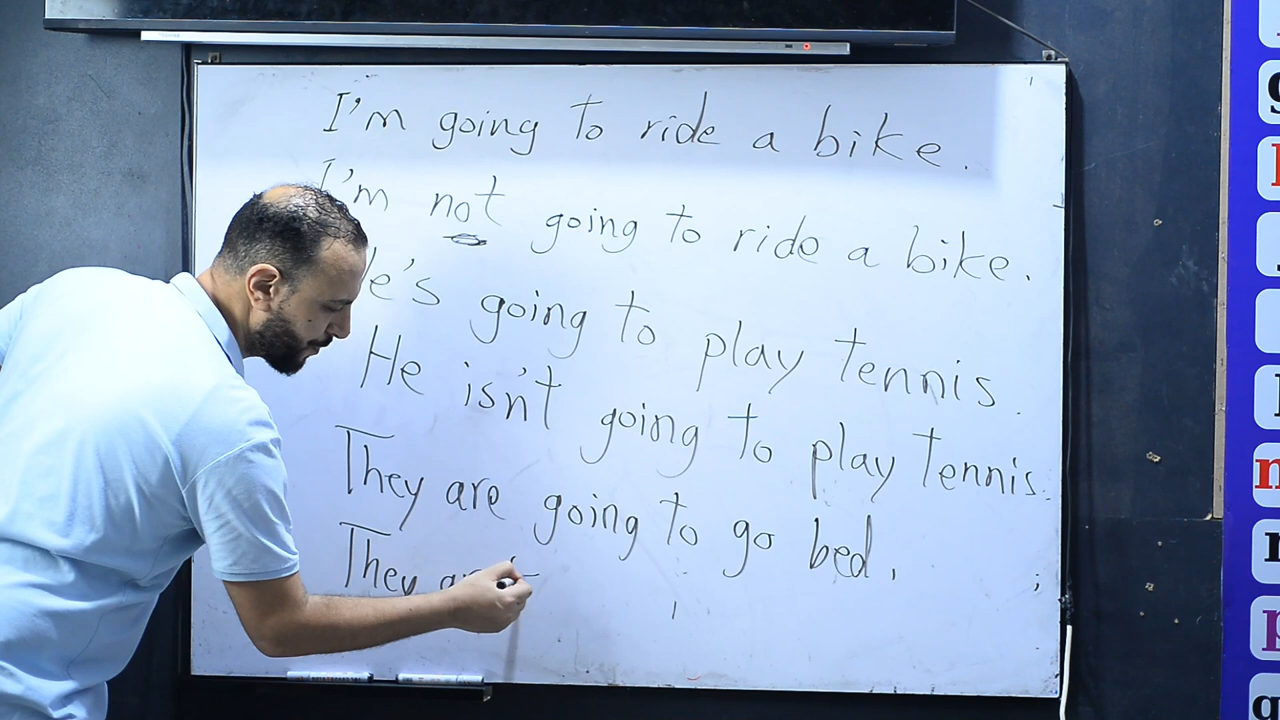 I'm going to ride a bike.
I'm not going to ride a bike.
He's going to play tennis.
He isn't going to play tennis.
They are going to go bed.
They